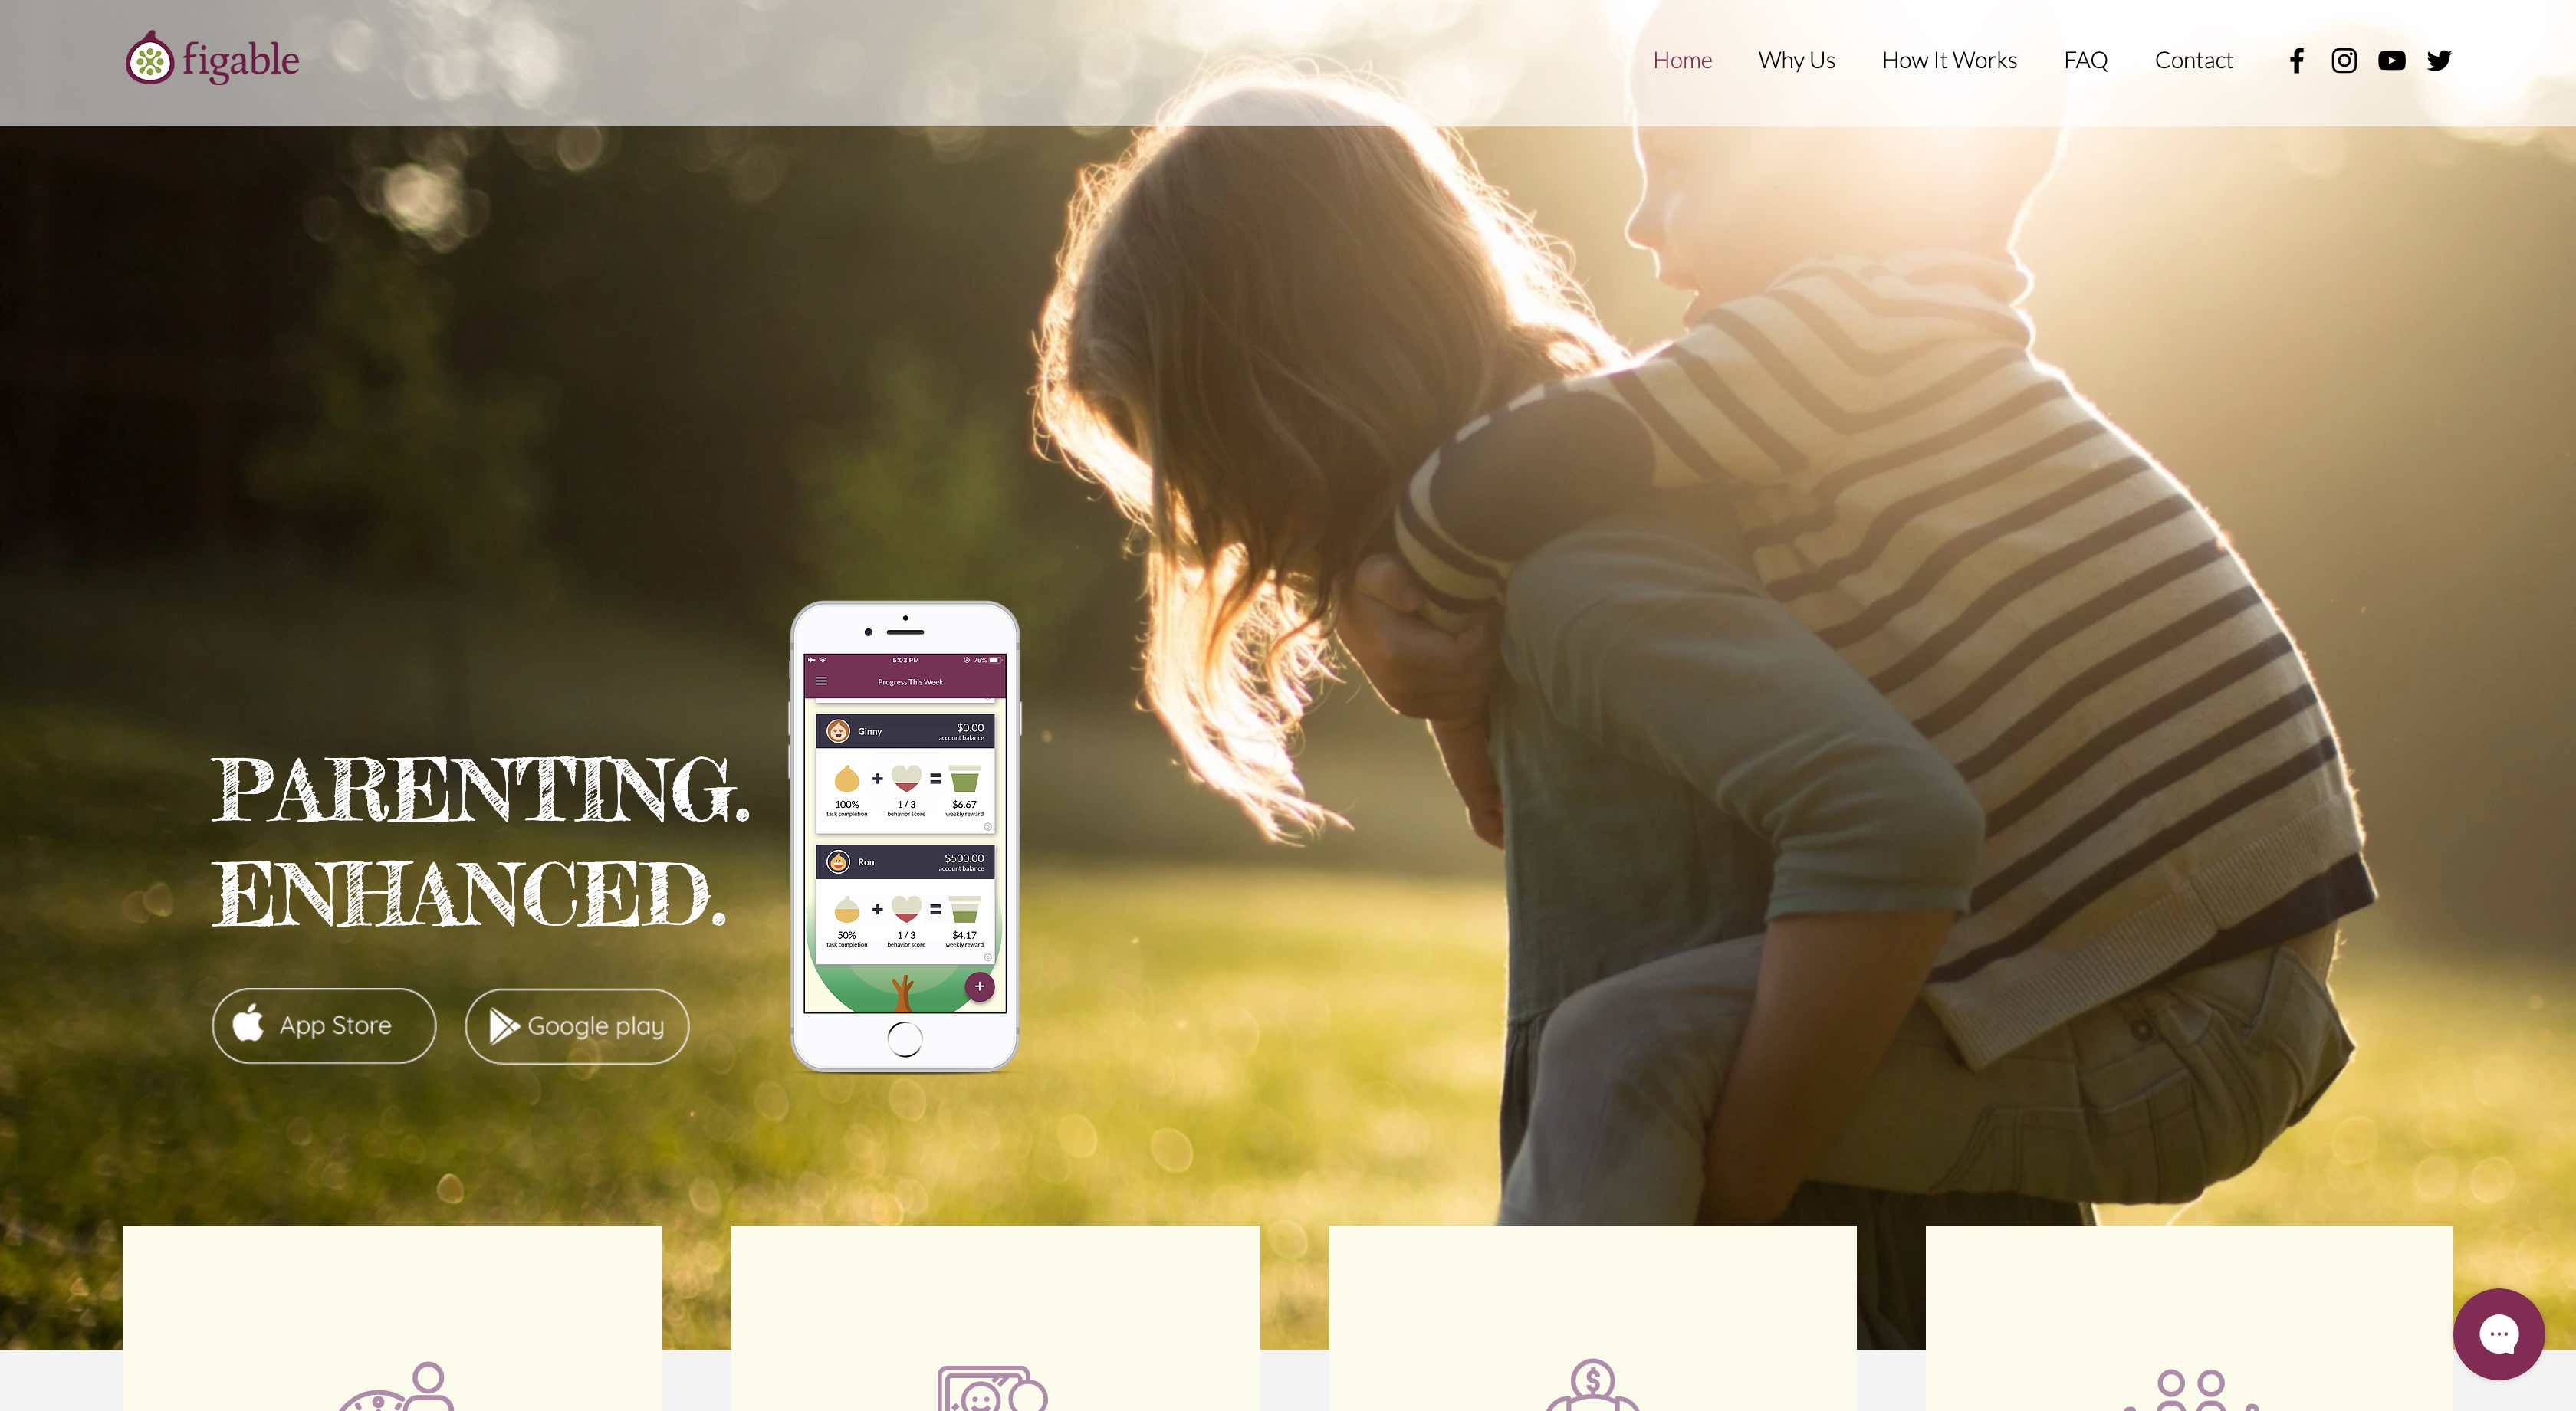 figable
Home Why Us How It Works FAQ Contact
PARENTING.
ENHANCED.
App Store
Google play
5:03 PM
75%
Progress This Week
Ginny
$0.00
account balance
+ =
100% 1 / 3 $6.67
task completion behavior score weekly reward
Ron
$500.00
account balance
+ =
50% 1 / 3 $4.17
task completion behavior score weekly reward
+
$